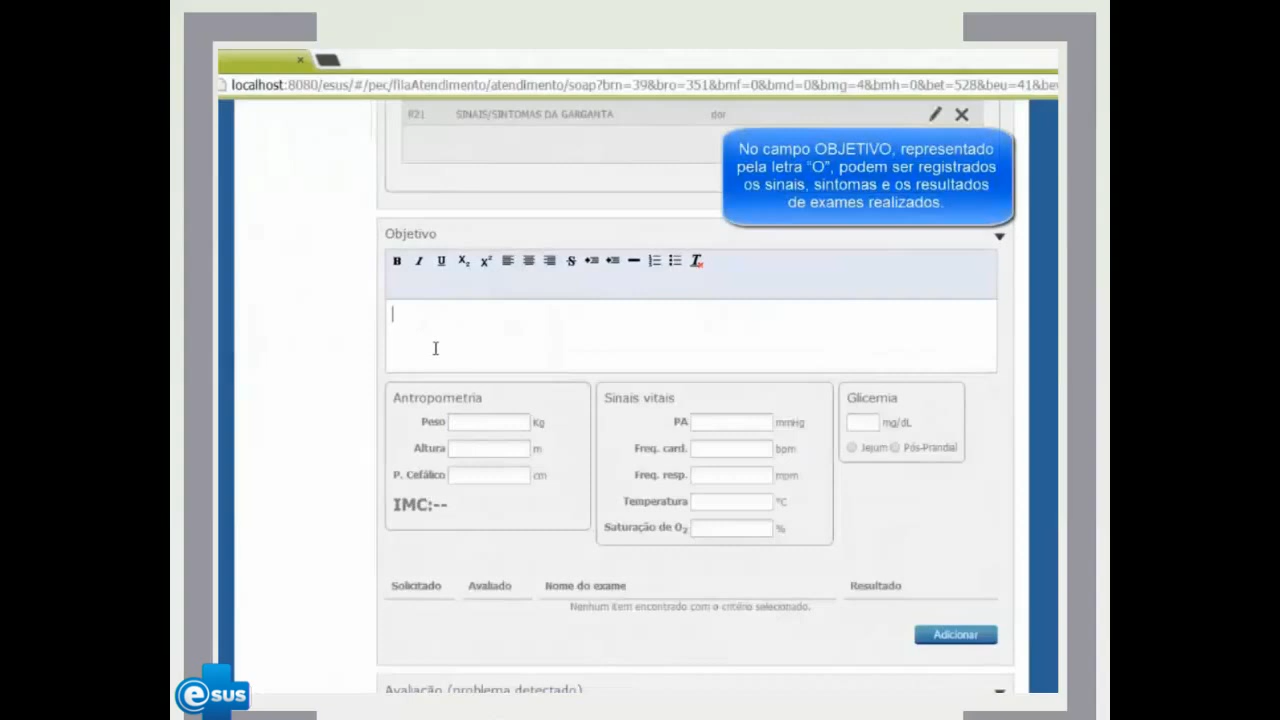 localhost:8080/esus/#/pec/filaAtendimento/atendimento/soap?brn=39&bro=351&bmf=0&bmd=0&bmg=4&bmh=0&bet=528&beu=41&bev
R21 SINAIS/SINTOMAS DA GARGANTA dor
No campo OBJETIVO, representado
pela letra “O”, podem ser registrados
os sinais, sintomas e os resultados
de exames realizados.
Objetivo
B I U X₂ X² S
Antropometria Sinais vitais Glicemia
Peso Kg PA mmHg mg/dL
Altura m Freq. card. bpm Jejum Pós-Prandial
P. Cefálico cm Freq. resp. mpm
IMC:-- Temperatura °C
Saturação de O₂ %
Solicitado Avaliado Nome do exame Resultado
Nenhum item encontrado com o critério selecionado.
Adicionar
Avaliação (problema detectado)
esus